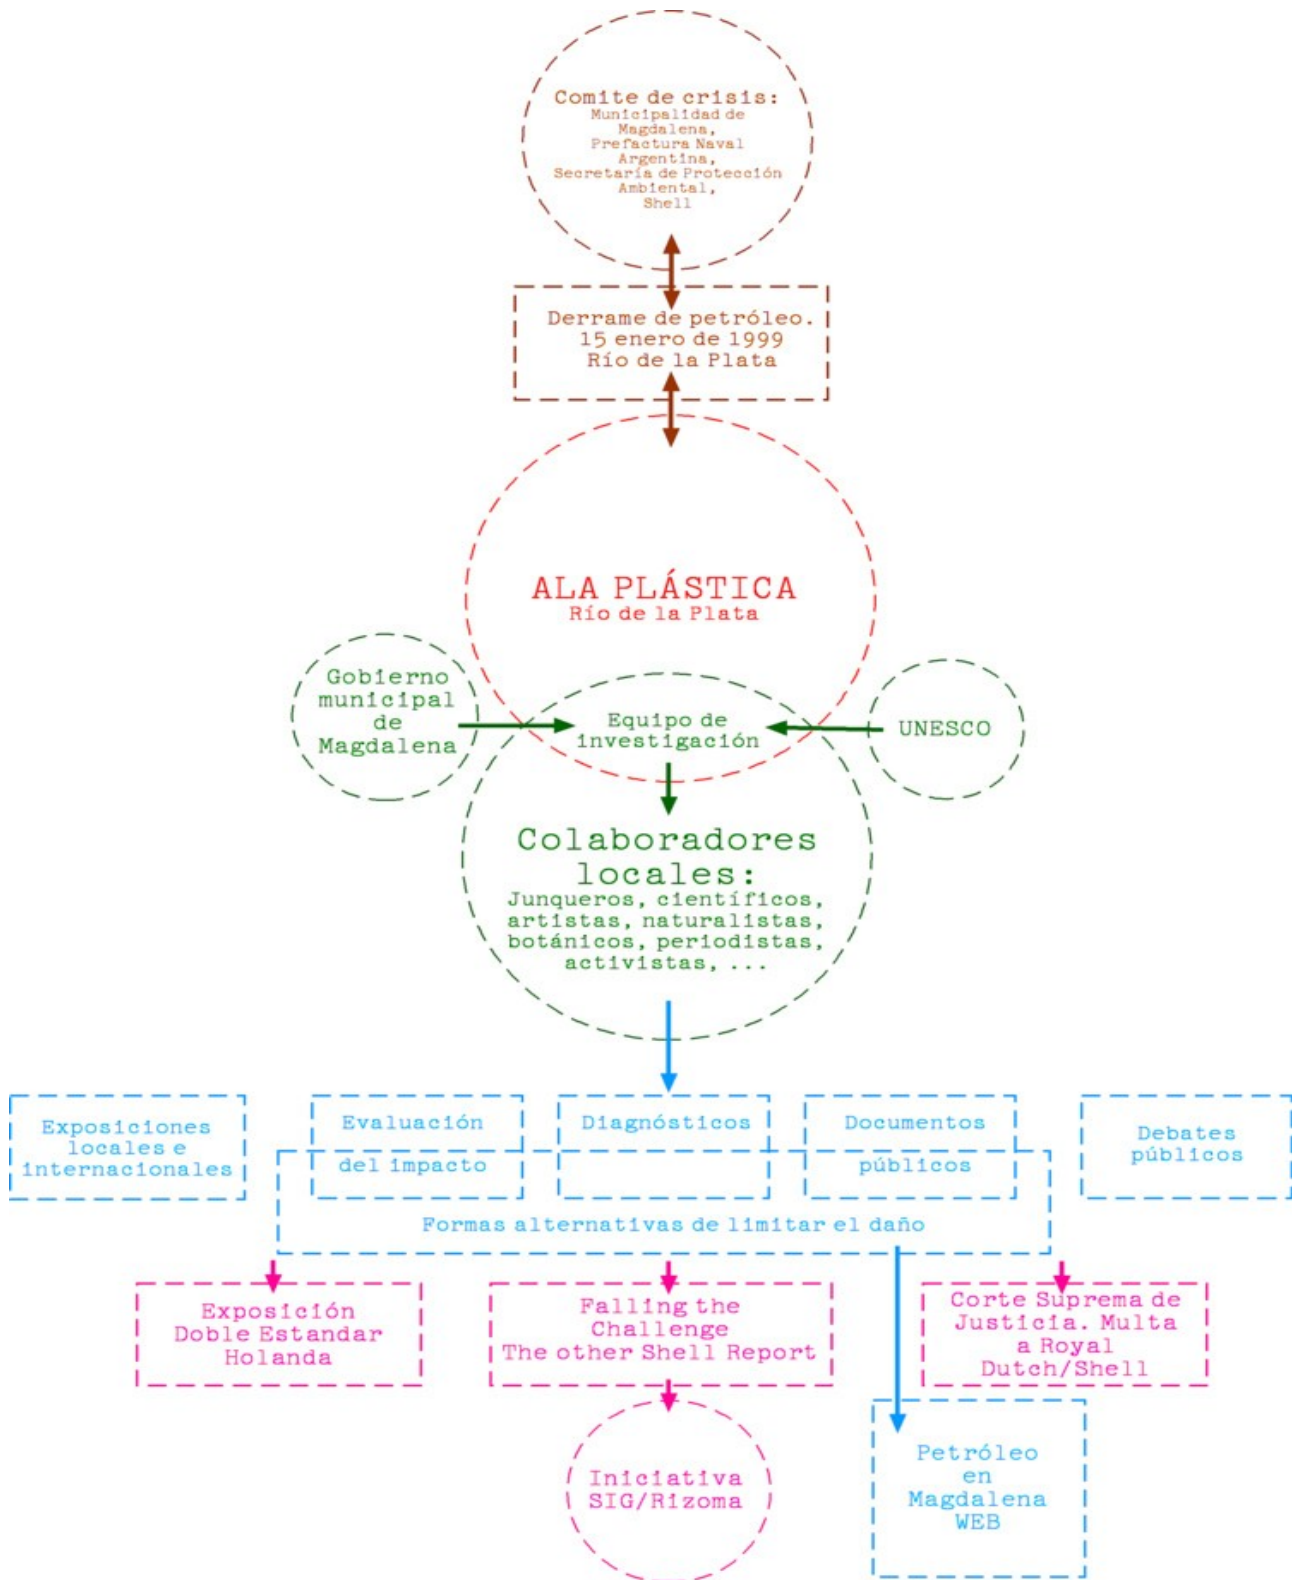 Comite de crisis:
Municipalidad de
Magdalena,
Prefactura Naval
Argentina,
Secretaría de Protección
Ambiental,
Shell
Derrame de petróleo.
15 enero de 1999
Río de la Plata
ALA PLÁSTICA
Río de la Plata
Gobierno
municipal
de
Magdalena
Equipo de
investigación
UNESCO
Colaboradores
locales:
Junqueros, científicos,
artistas, naturalistas,
botánicos, periodistas,
activistas, ...
Exposiciones
locales e
internacionales
Evaluación
del impacto
Diagnósticos
Documentos
públicos
Debates
públicos
Formas alternativas de limitar el daño
Exposición
Doble Estandar
Holanda
Falling the
Challenge
The other Shell Report
Corte Suprema de
Justicia. Multa
a Royal
Dutch/Shell
Iniciativa
SIG/Rizoma
Petróleo
en
Magdalena
WEB